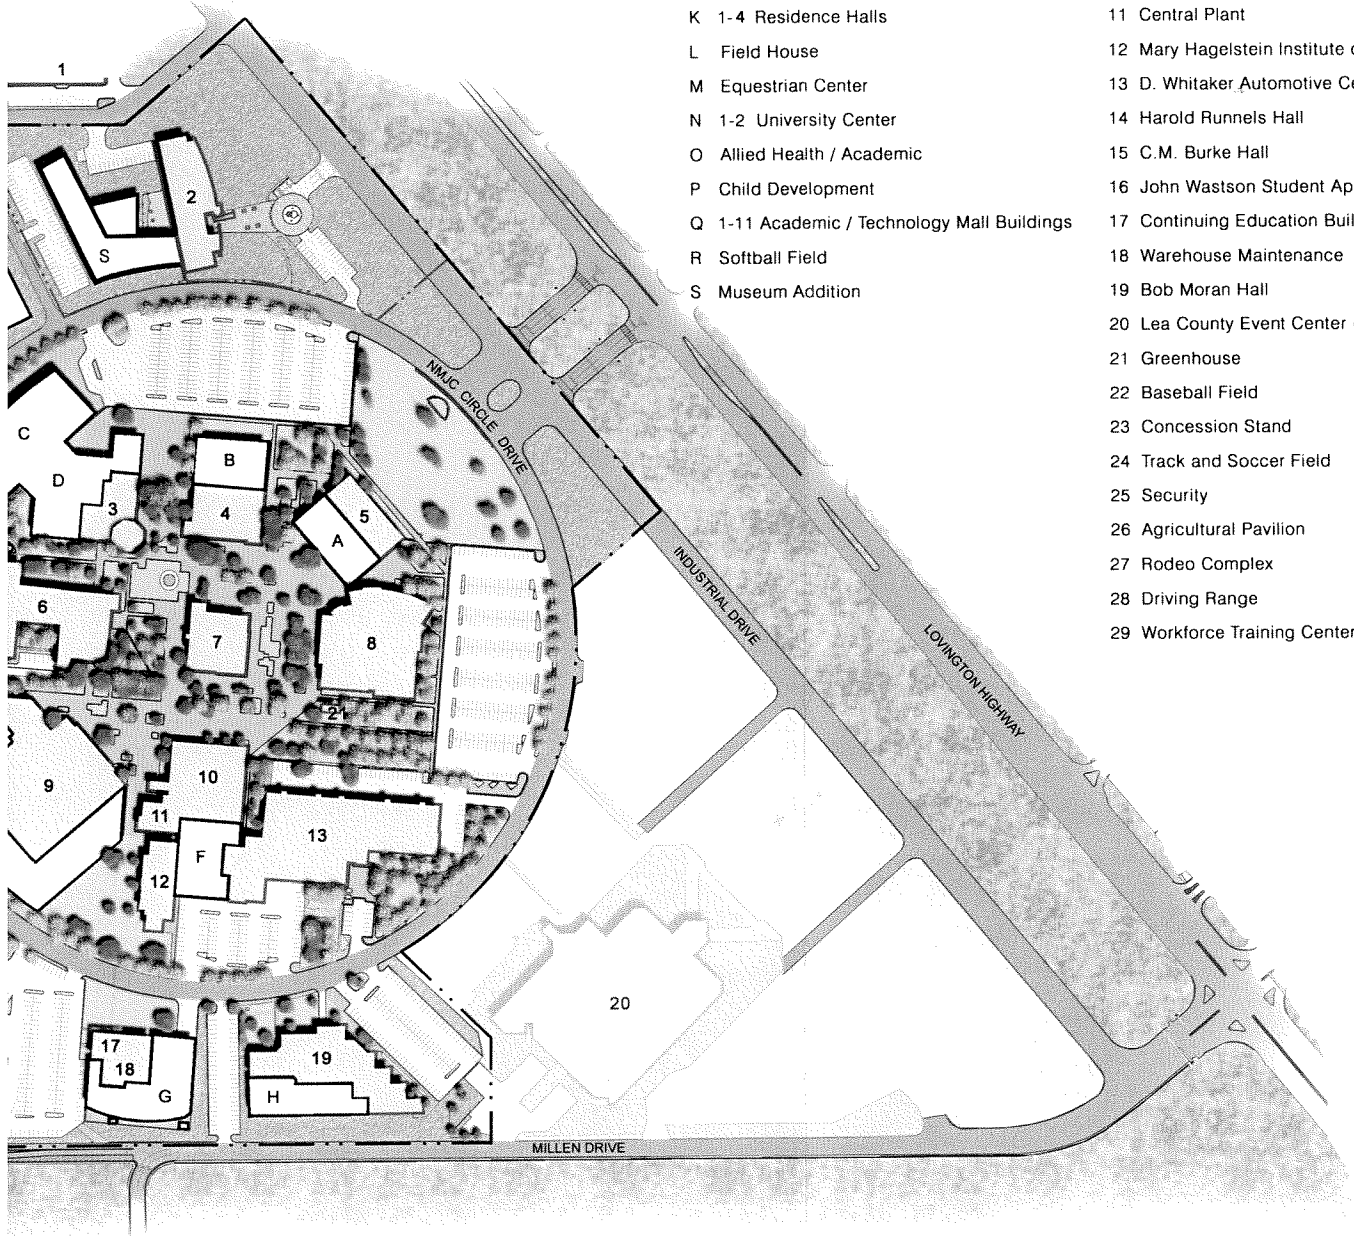 K 1-4 Residence Halls
L Field House
M Equestrian Center
N 1-2 University Center
O Allied Health / Academic
P Child Development
Q 1-11 Academic / Technology Mall Buildings
R Softball Field
S Museum Addition
11 Central Plant
12 Mary Hagelstein Institute
13 D. Whitaker Automotive
14 Harold Runnels Hall
15 C.M. Burke Hall
16 John Wastson Student
17 Continuing Education
18 Warehouse Maintenance
19 Bob Moran Hall
20 Lea County Event Center
21 Greenhouse
22 Baseball Field
23 Concession Stand
24 Track and Soccer Field
25 Security
26 Agricultural Pavilion
27 Rodeo Complex
28 Driving Range
29 Workforce Training Center
1
2
S
NMJC CIRCLE DRIVE
C
B
D
3
4
5
A
INDUSTRIAL DRIVE
LOVINGTON HIGHWAY
6
7
8
21
10
9
11
13
F
12
20
17
18
G
19
H
MILLEN DRIVE